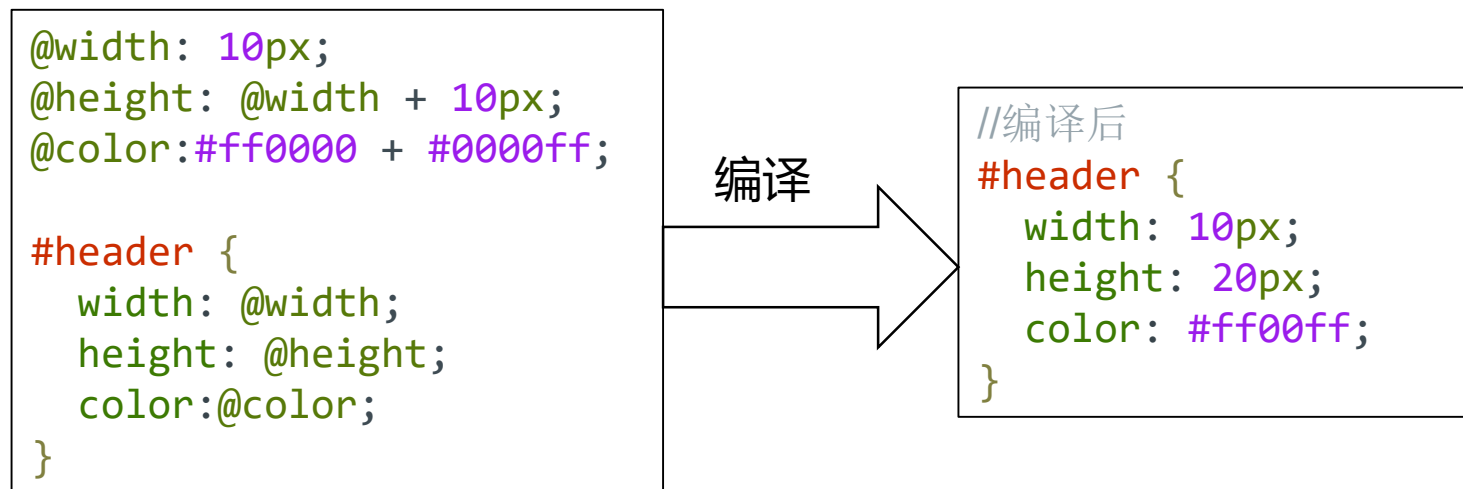 @width: 10px;
@height: @width + 10px;
@color:#ff0000 + #0000ff;
#header {
  width: @width;
  height: @height;
  color:@color;
}
编译
//编译后
#header {
  width: 10px;
  height: 20px;
  color: #ff00ff;
}